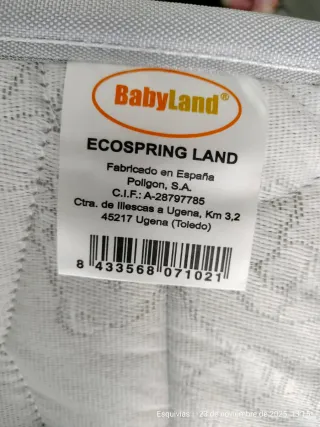 BabyLand®
ECOSPRING LAND
Fabricado en España
Poligon, S.A.
C.I.F.: A-28797785
Ctra. de Illescas a Ugena, Km 3,2
45217 Ugena (Toledo)
8 433568 071021